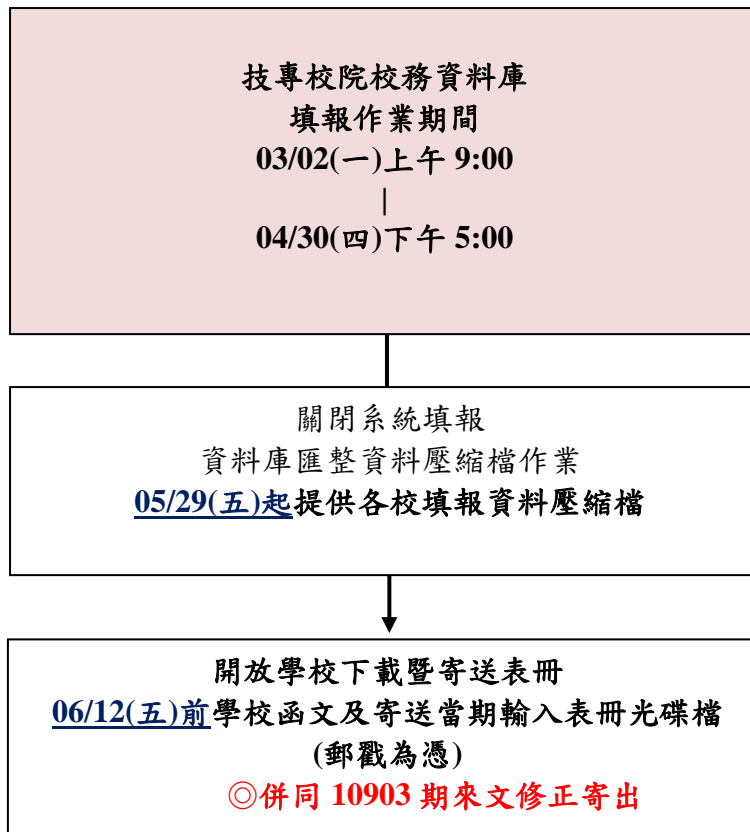 技專校院校務資料庫
填報作業期間
03/02(一)上午 9:00
|
04/30(四)下午 5:00
關閉系統填報
資料庫匯整資料壓縮檔作業
05/29(五)起提供各校填報資料壓縮檔
開放學校下載暨寄送表冊
06/12(五)前學校函文及寄送當期輸入表冊光碟檔
(郵戳為憑)
◎併同 10903 期來文修正寄出